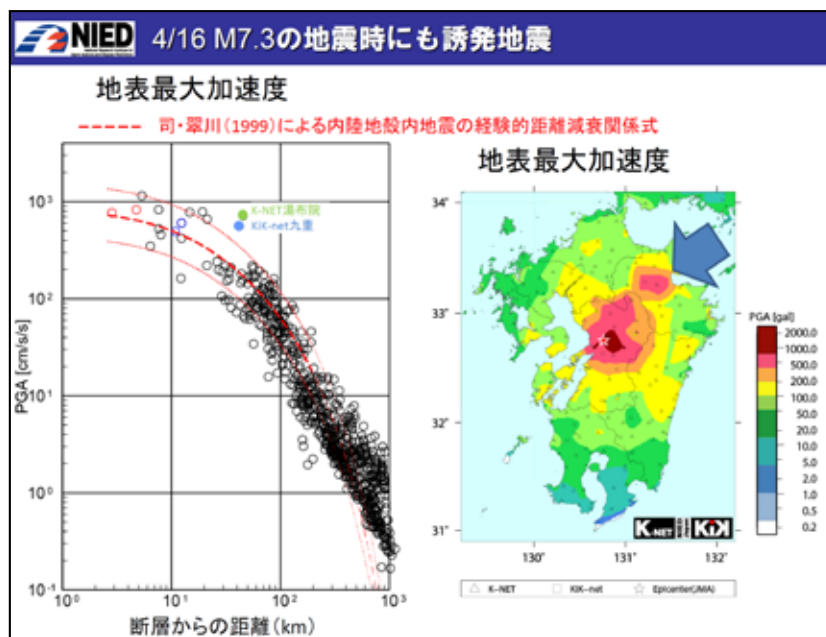 NIED 4/16 M7.3の地震時にも誘発地震
地表最大加速度
司・翠川(1999)による内陸地殻内地震の経験的距離減衰関係式
地表最大加速度
K-NET湯布院
KiK-net九重
PGA [cm/s/s]
10³
10²
10¹
10⁰
10⁻¹
10⁰
10¹
10²
10³
断層からの距離(km)
34°
33°
32°
31°
130°
131°
132°
PGA [gal]
2000.0
1000.0
500.0
200.0
100.0
50.0
20.0
10.0
5.0
2.0
1.0
0.5
0.2
K-NET
KiK
K-NET
KiK-net
Epicenter(JMA)